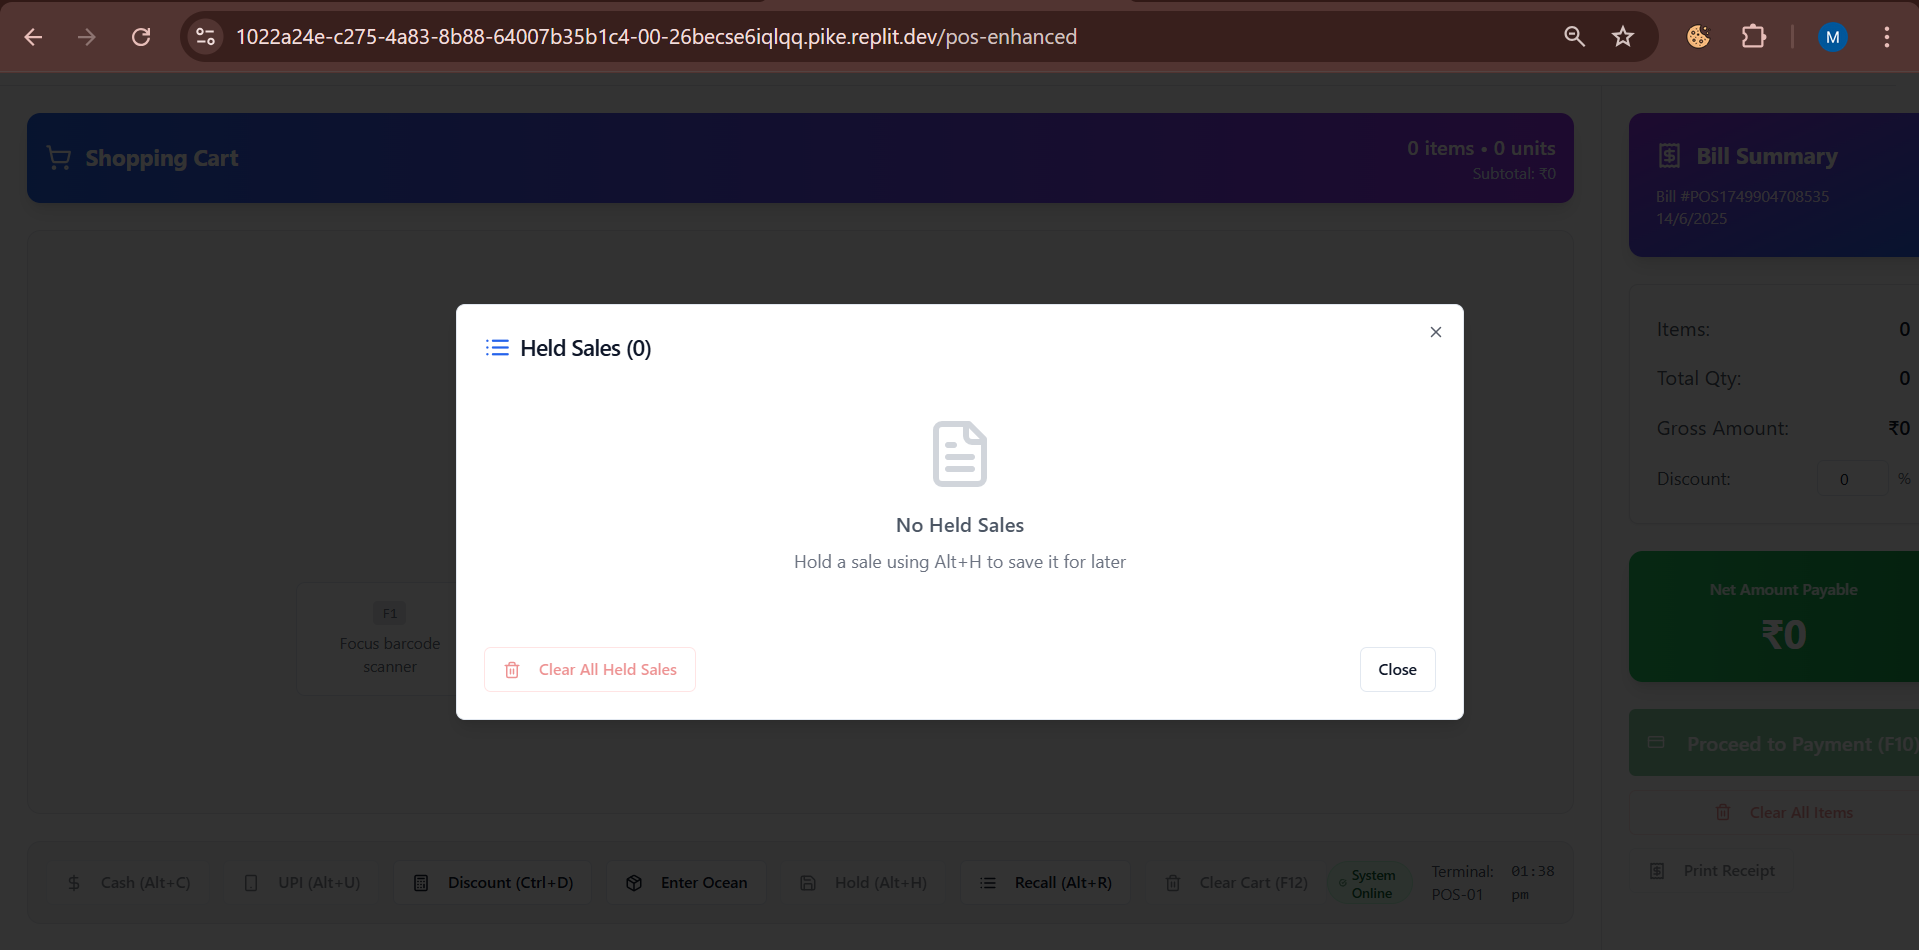 1022a24e-c275-4a83-8b88-64007b35b1c4-00-26becse6iqlqq.pike.replit.dev/pos-enhanced
M
Shopping Cart
0 items • 0 units
Subtotal: ₹0
Bill Summary
Bill #POS1749904708535
14/6/2025
Items:
0
Total Qty:
0
Gross Amount:
₹0
Discount:
0
%
Held Sales (0)
No Held Sales
Hold a sale using Alt+H to save it for later
Clear All Held Sales
Close
F1
Focus barcode
scanner
Net Amount Payable
₹0
Proceed to Payment (F10)
Clear All Items
Print Receipt
Cash (Alt+C)
UPI (Alt+U)
Discount (Ctrl+D)
Enter Ocean
Hold (Alt+H)
Recall (Alt+R)
Clear Cart (F12)
System
Online
Terminal:
POS-01
01:38
pm